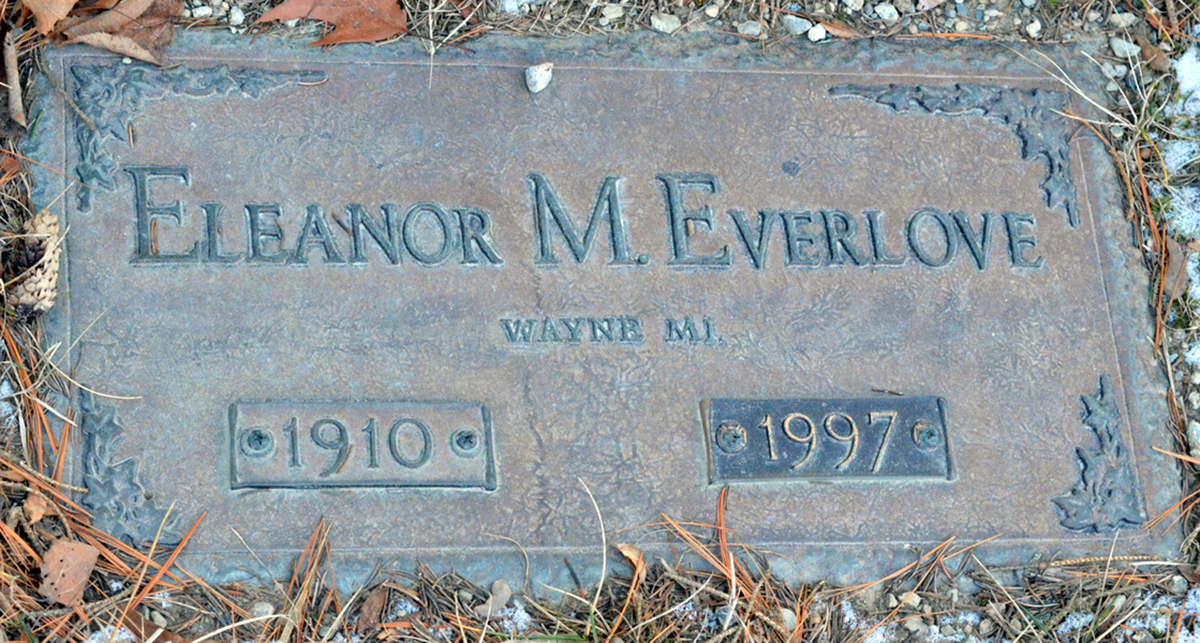 ELEANOR M. EVERLOVE
WAYNE MI.
1910 1997